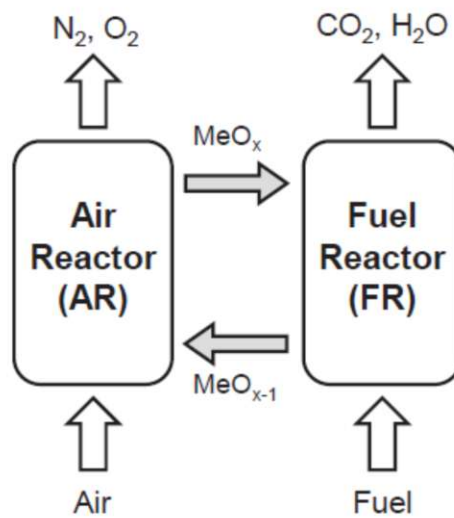 N₂, O₂
CO₂, H₂O
MeOₓ
Air
Reactor
(AR)
Fuel
Reactor
(FR)
MeOₓ₋₁
Air
Fuel